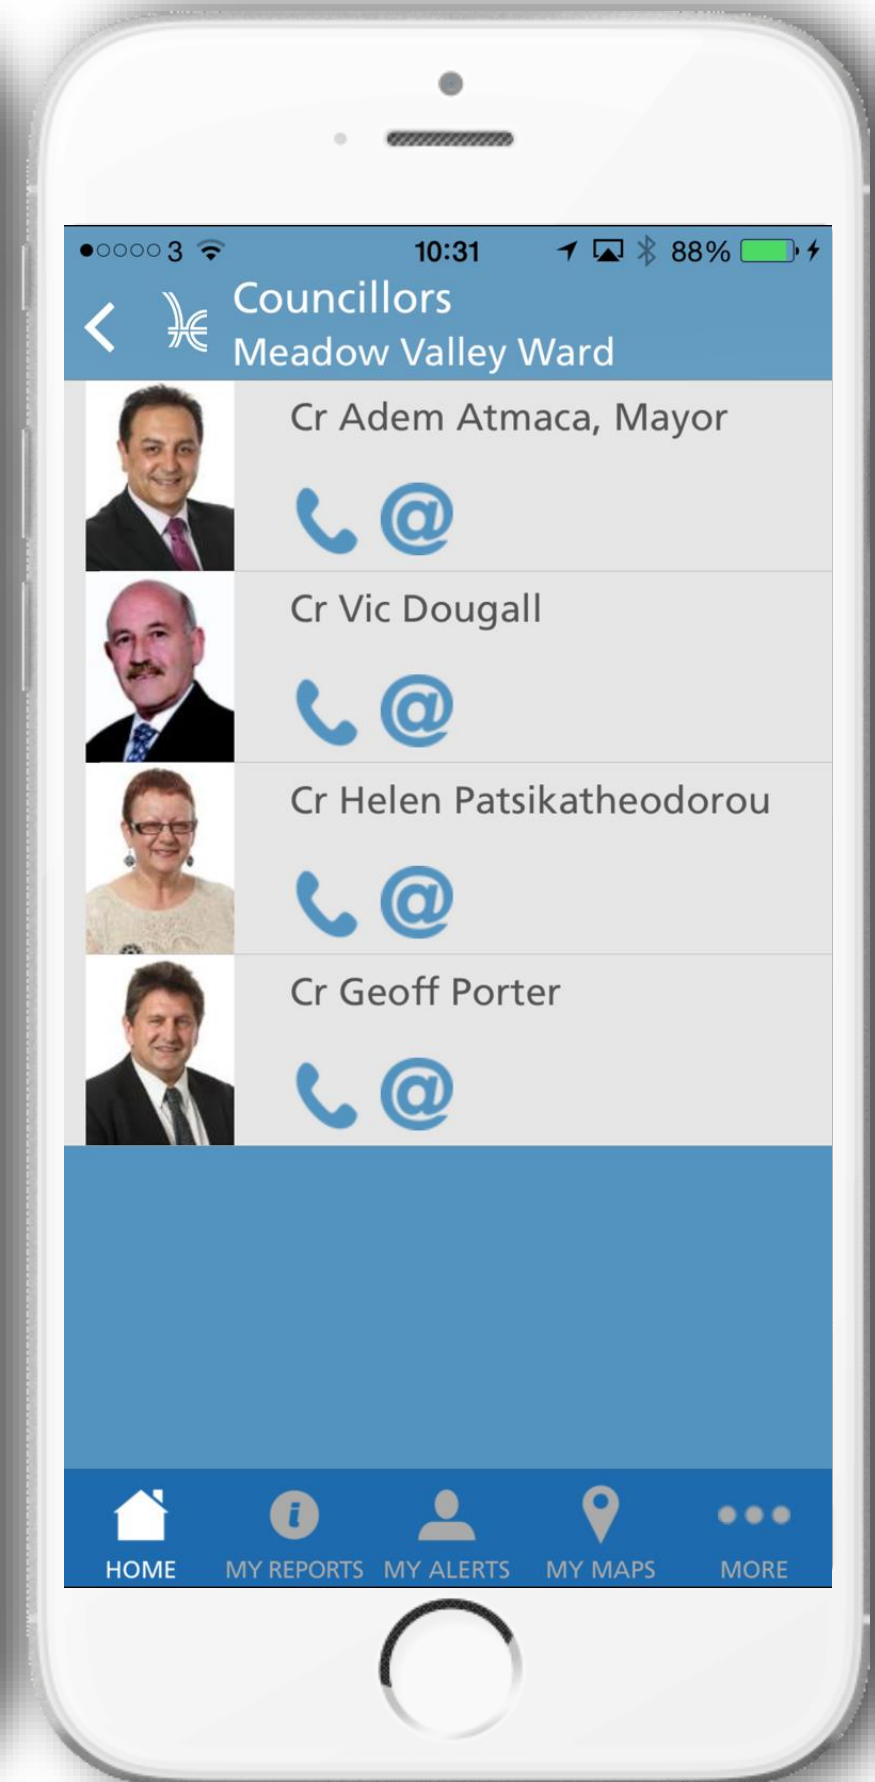 3 10:31 88%
Councillors
Meadow Valley Ward
Cr Adem Atmaca, Mayor
@
Cr Vic Dougall
@
Cr Helen Patsikatheodorou
@
Cr Geoff Porter
@
HOME MY REPORTS MY ALERTS MY MAPS MORE